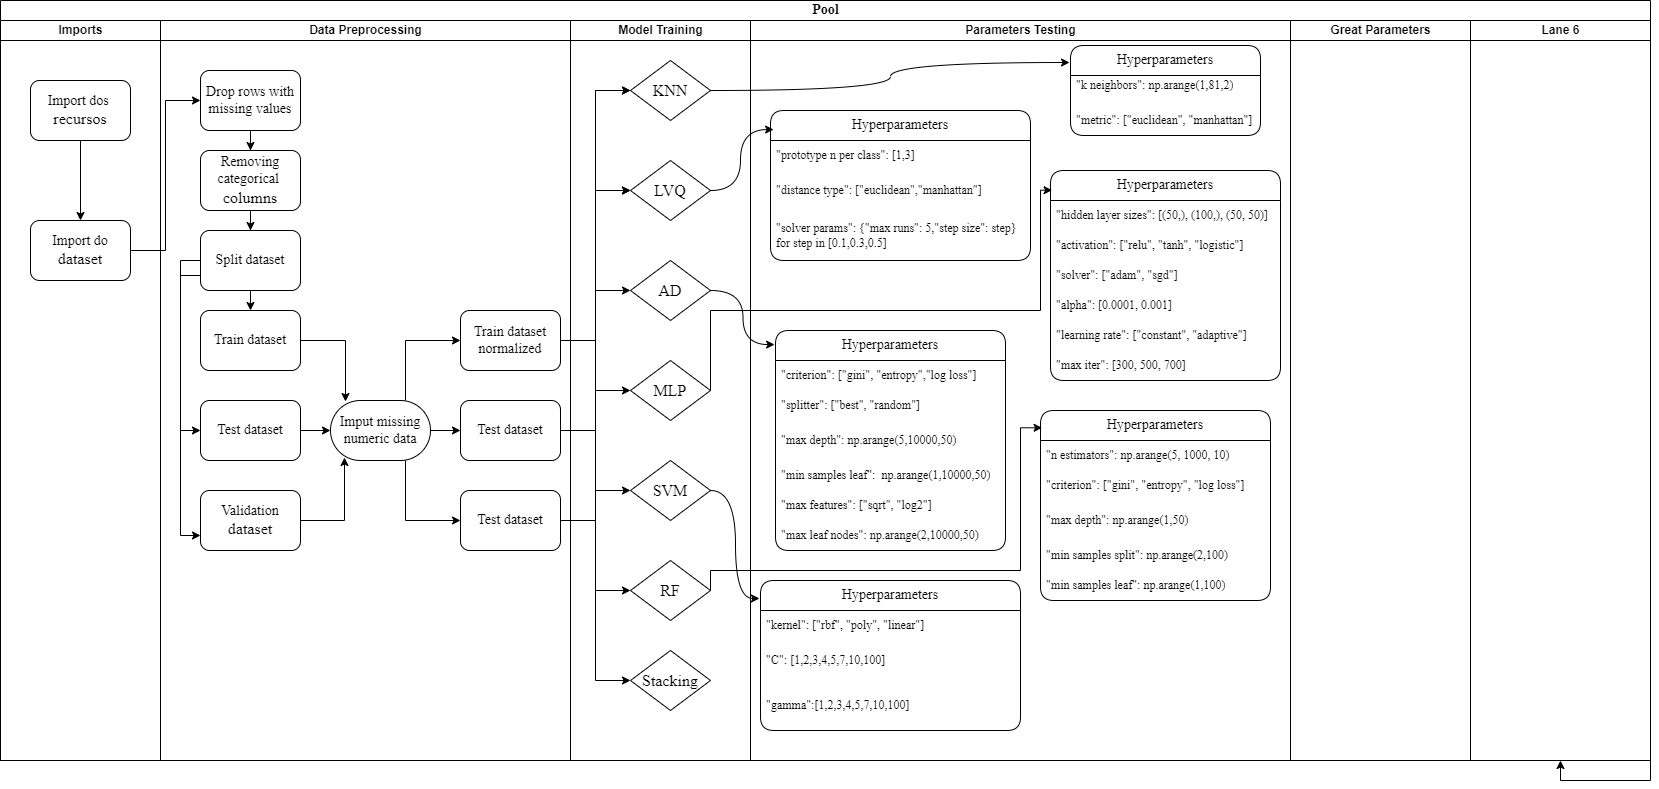 Pool
Imports
Data Preprocessing
Model Training
Parameters Testing
Great Parameters
Lane 6
Import dos
recursos
Import do
dataset
Drop rows with
missing values
Removing
categorical
columns
Split dataset
Train dataset
Test dataset
Validation
dataset
Imput missing
numeric data
Train dataset
normalized
Test dataset
Test dataset
KNN
LVQ
AD
MLP
SVM
RF
Stacking
Hyperparameters
"k neighbors": np.arange(1,81,2)
"metric": ["euclidean", "manhattan"]
Hyperparameters
"prototype n per class": [1,3]
"distance type": ["euclidean","manhattan"]
"solver params": {"max runs": 5,"step size": step}
for step in [0.1,0.3,0.5]
Hyperparameters
"hidden layer sizes": [(50,), (100,), (50, 50)]
"activation": ["relu", "tanh", "logistic"]
"solver": ["adam", "sgd"]
"alpha": [0.0001, 0.001]
"learning rate": ["constant", "adaptive"]
"max iter": [300, 500, 700]
Hyperparameters
"criterion": ["gini", "entropy","log loss"]
"splitter": ["best", "random"]
"max depth": np.arange(5,10000,50)
"min samples leaf":  np.arange(1,10000,50)
"max features": ["sqrt", "log2"]
"max leaf nodes": np.arange(2,10000,50)
Hyperparameters
"n estimators": np.arange(5, 1000, 10)
"criterion": ["gini", "entropy", "log loss"]
"max depth": np.arange(1,50)
"min samples split": np.arange(2,100)
"min samples leaf": np.arange(1,100)
Hyperparameters
"kernel": ["rbf", "poly", "linear"]
"C": [1,2,3,4,5,7,10,100]
"gamma":[1,2,3,4,5,7,10,100]